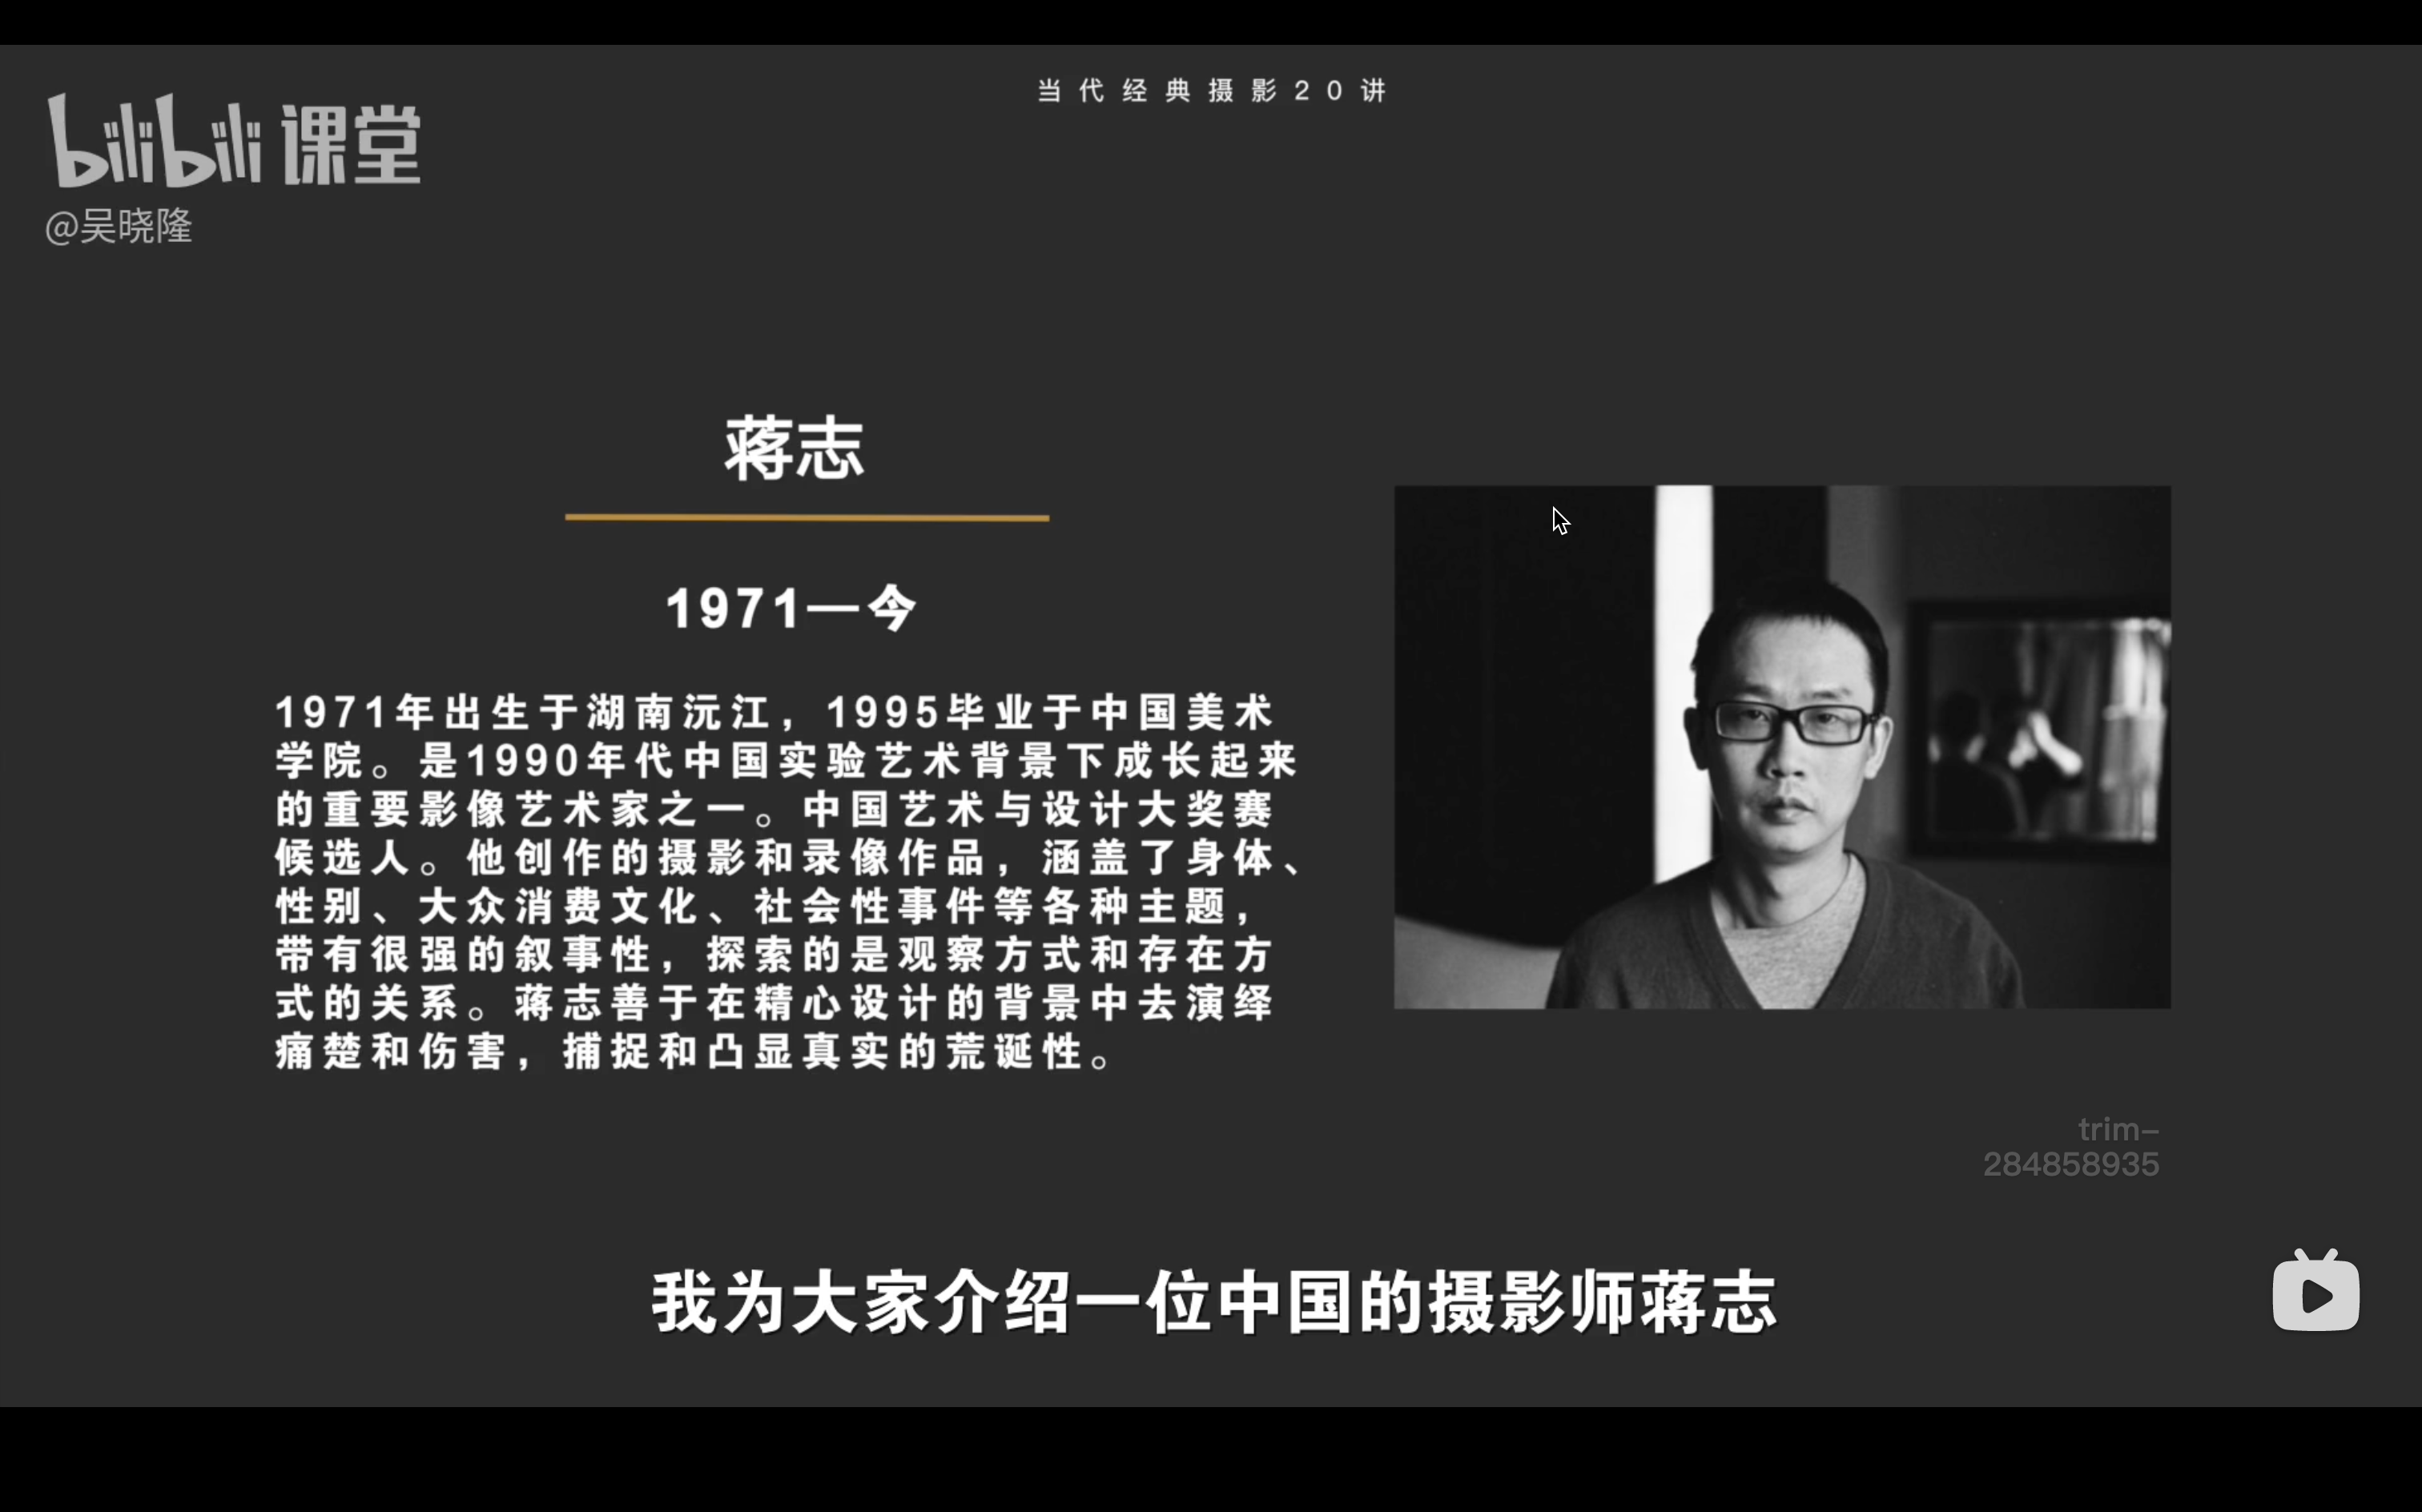 当代经典摄影20讲
bilibili 课堂
@吴晓隆
蒋志
1971—今
1971年出生于湖南沅江，1995毕业于中国美术
学院。是1990年代中国实验艺术背景下成长起来
的重要影像艺术家之一。中国艺术与设计大奖赛
候选人。他创作的摄影和录像作品，涵盖了身体、
性别、大众消费文化、社会性事件等各种主题，
带有很强的叙事性，探索的是观察方式和存在方
式的关系。蒋志善于在精心设计的背景中去演绎
痛楚和伤害，捕捉和凸显真实的荒诞性。
trim–
284858935
我为大家介绍一位中国的摄影师蒋志